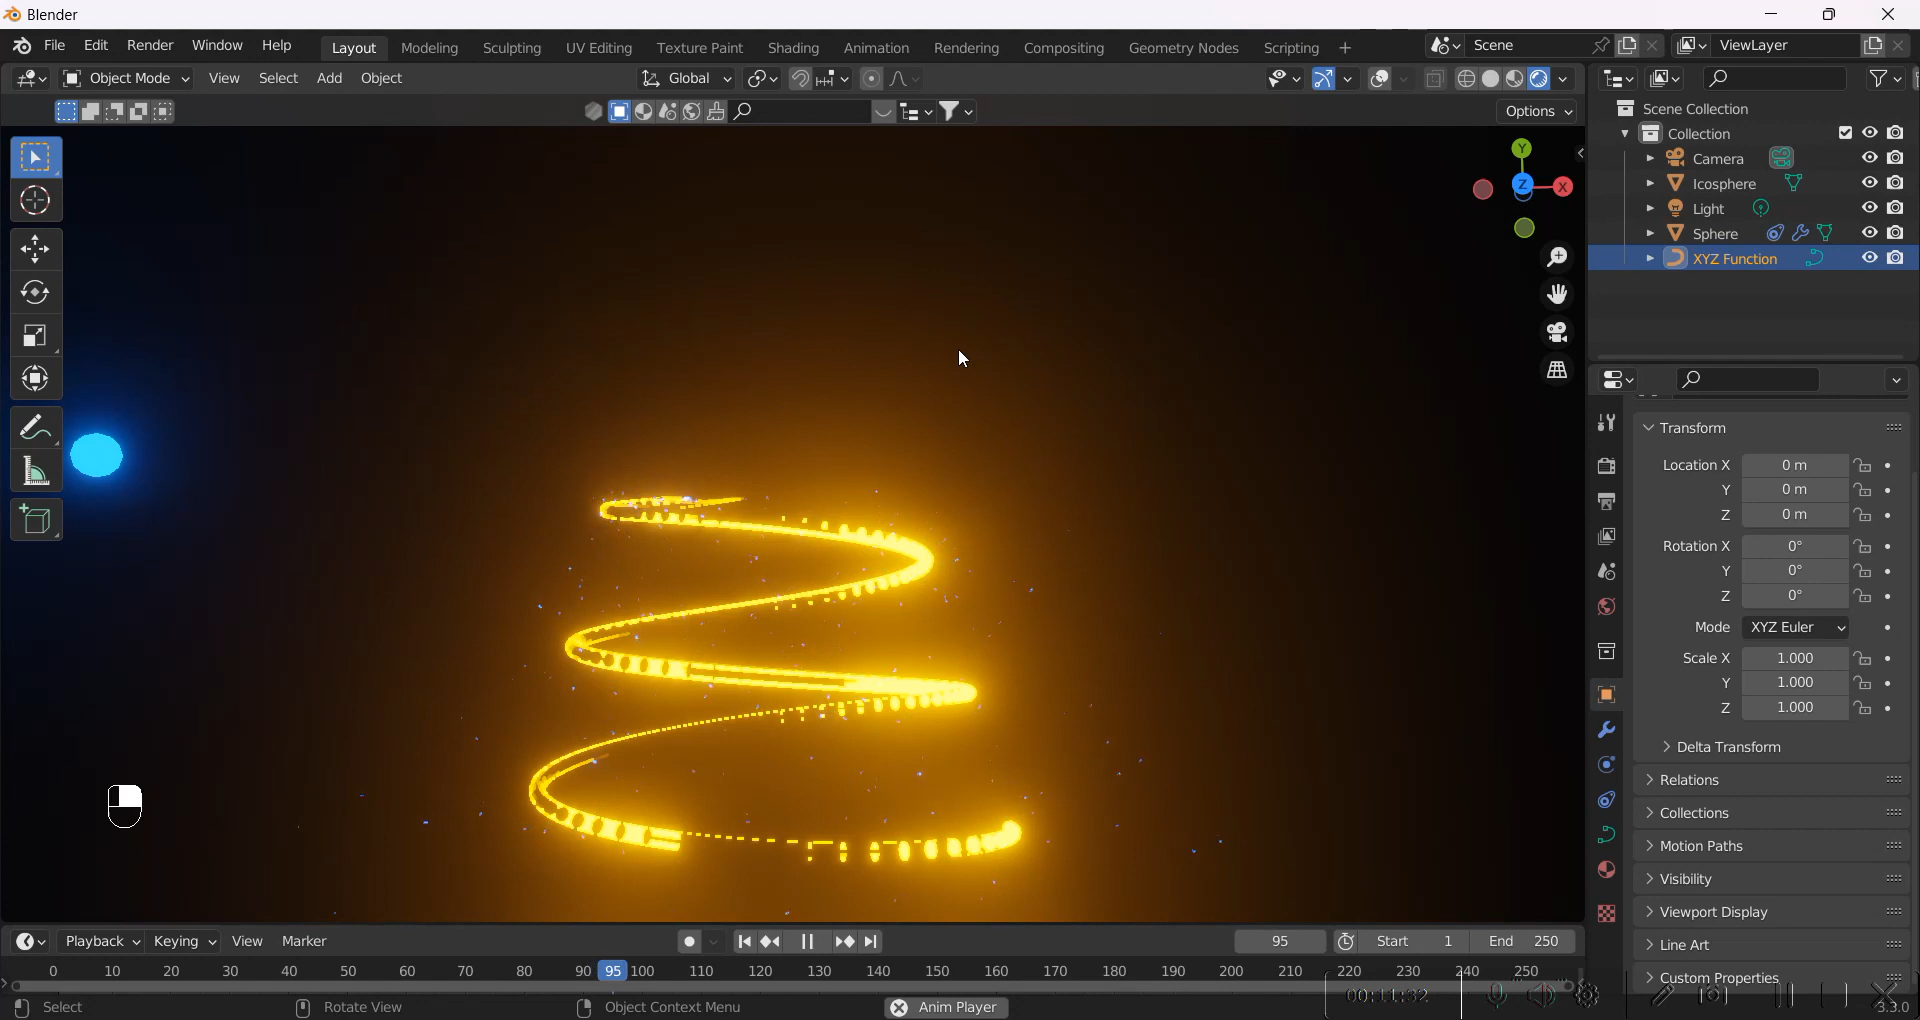 Blender
File Edit Render Window Help Layout Modeling Sculpting UV Editing Texture Paint Shading Animation Rendering Compositing Geometry Nodes Scripting + Scene ViewLayer
Object Mode View Select Add Object Global
Options
Scene Collection
Collection
Camera
Icosphere
Light
Sphere
XYZ Function
Y
Z X
Transform
Location X 0 m
Y 0 m
Z 0 m
Rotation X 0°
Y 0°
Z 0°
Mode XYZ Euler
Scale X 1.000
Y 1.000
Z 1.000
Delta Transform
Relations
Collections
Motion Paths
Visibility
Viewport Display
Line Art
Custom Properties
Playback Keying View Marker 95 Start 1 End 250
0 10 20 30 40 50 60 70 80 90 95 100 110 120 130 140 150 160 170 180 190 200 210 220 230 240 250
Select Rotate View Object Context Menu Anim Player 00:11:32 3.3.0